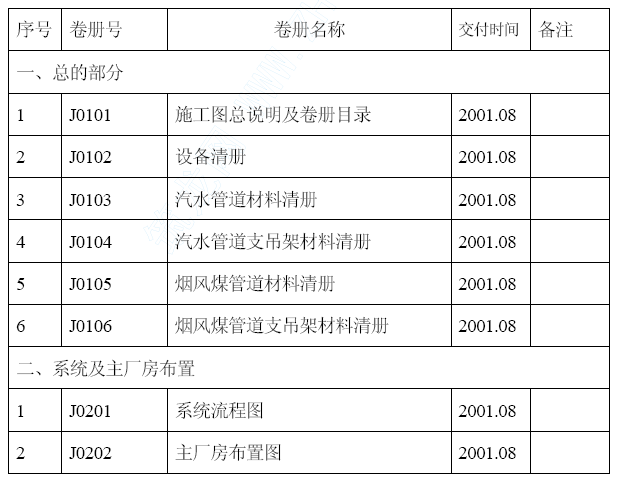 序号 卷册号 卷册名称 交付时间 备注
一、总的部分
1 J0101 施工图总说明及卷册目录 2001.08
2 J0102 设备清册 2001.08
3 J0103 汽水管道材料清册 2001.08
4 J0104 汽水管道支吊架材料清册 2001.08
5 J0105 烟风煤管道材料清册 2001.08
6 J0106 烟风煤管道支吊架材料清册 2001.08
二、系统及主厂房布置
1 J0201 系统流程图 2001.08
2 J0202 主厂房布置图 2001.08